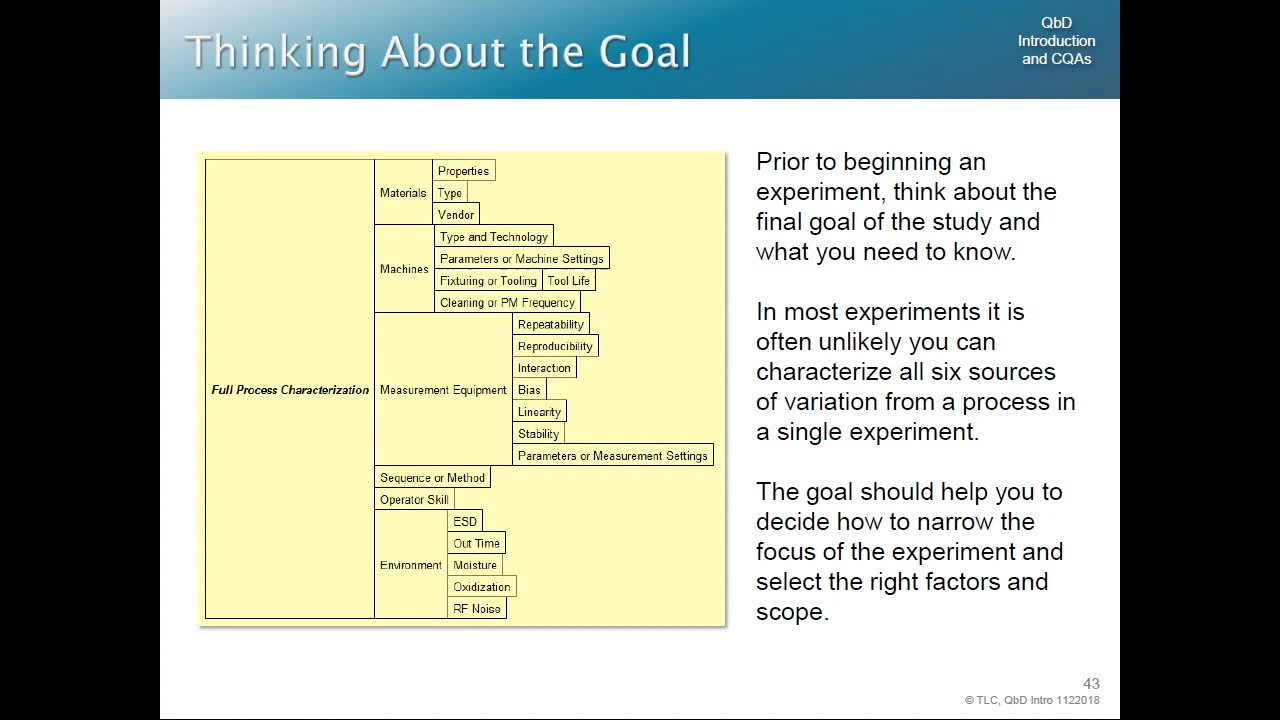 Thinking About the Goal
QbD
Introduction
and CQAs
Full Process Characterization
Materials
Properties
Type
Vendor
Machines
Type and Technology
Parameters or Machine Settings
Fixturing or Tooling
Tool Life
Cleaning or PM Frequency
Measurement Equipment
Repeatability
Reproducibility
Interaction
Bias
Linearity
Stability
Parameters or Measurement Settings
Sequence or Method
Operator Skill
Environment
ESD
Out Time
Moisture
Oxidization
RF Noise
Prior to beginning an
experiment, think about the
final goal of the study and
what you need to know.
In most experiments it is
often unlikely you can
characterize all six sources
of variation from a process in
a single experiment.
The goal should help you to
decide how to narrow the
focus of the experiment and
select the right factors and
scope.
43
© TLC, QbD Intro 1122018